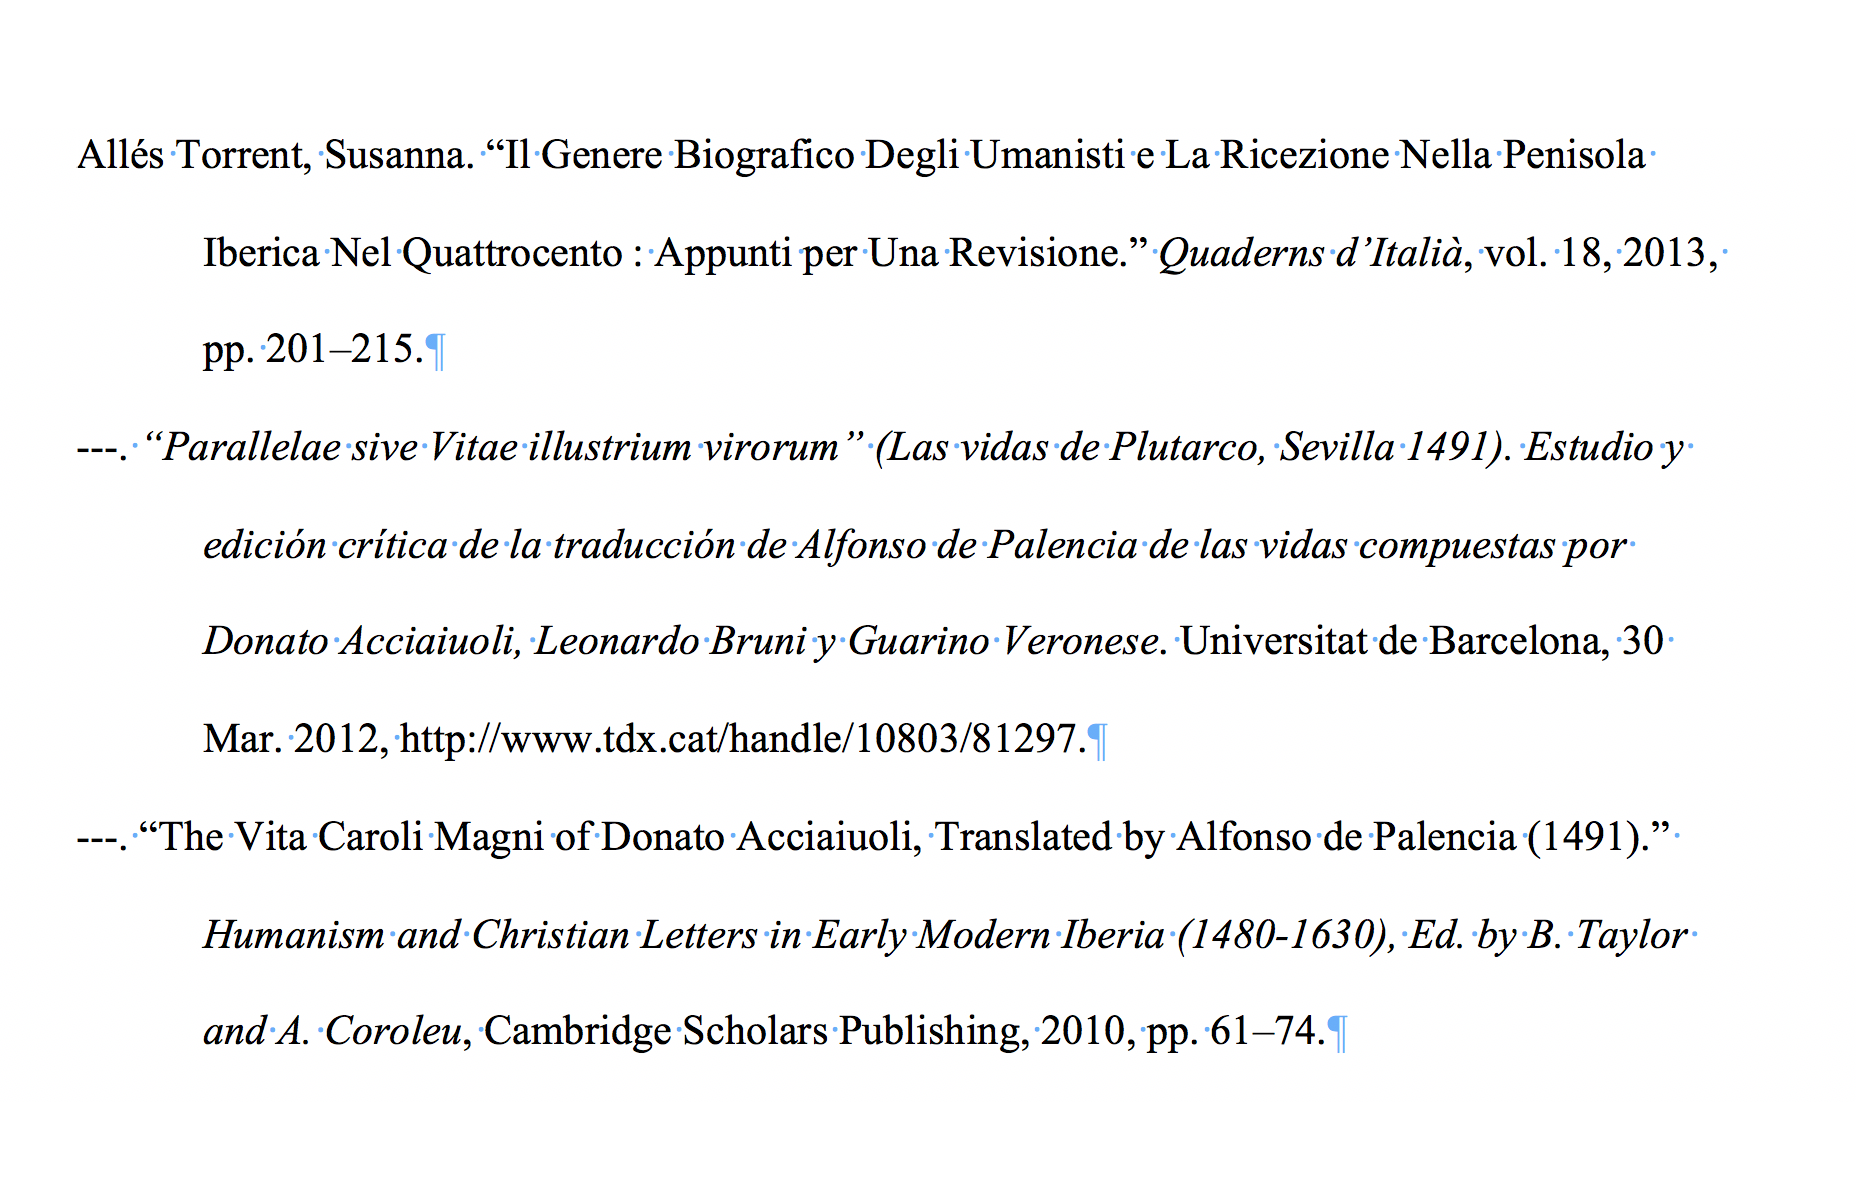 Allés Torrent, Susanna. “Il Genere Biografico Degli Umanisti e La Ricezione Nella Penisola
Iberica Nel Quattrocento : Appunti per Una Revisione.” Quaderns d’Italià, vol. 18, 2013,
pp. 201–215.¶
---. “Parallelae sive Vitae illustrium virorum” (Las vidas de Plutarco, Sevilla 1491). Estudio y
edición crítica de la traducción de Alfonso de Palencia de las vidas compuestas por
Donato Acciaiuoli, Leonardo Bruni y Guarino Veronese. Universitat de Barcelona, 30
Mar. 2012, http://www.tdx.cat/handle/10803/81297.¶
---. “The Vita Caroli Magni of Donato Acciaiuoli, Translated by Alfonso de Palencia (1491).”
Humanism and Christian Letters in Early Modern Iberia (1480-1630), Ed. by B. Taylor
and A. Coroleu, Cambridge Scholars Publishing, 2010, pp. 61–74.¶